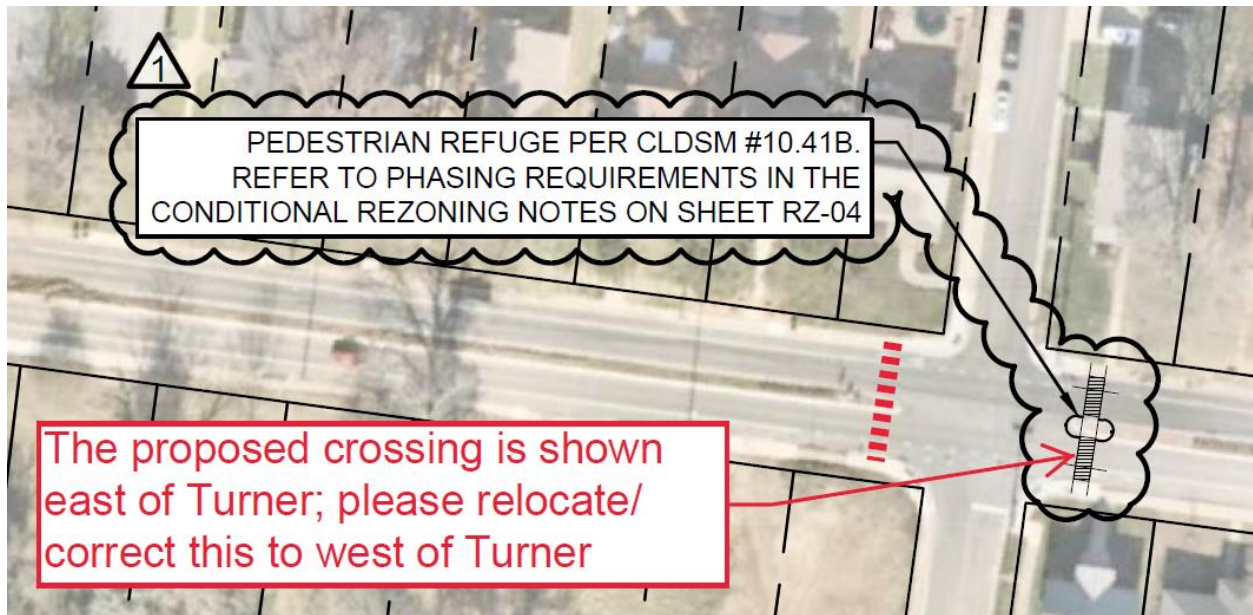 1
PEDESTRIAN REFUGE PER CLDSM #10.41B.
REFER TO PHASING REQUIREMENTS IN THE
CONDITIONAL REZONING NOTES ON SHEET RZ-04
The proposed crossing is shown
east of Turner; please relocate/
correct this to west of Turner